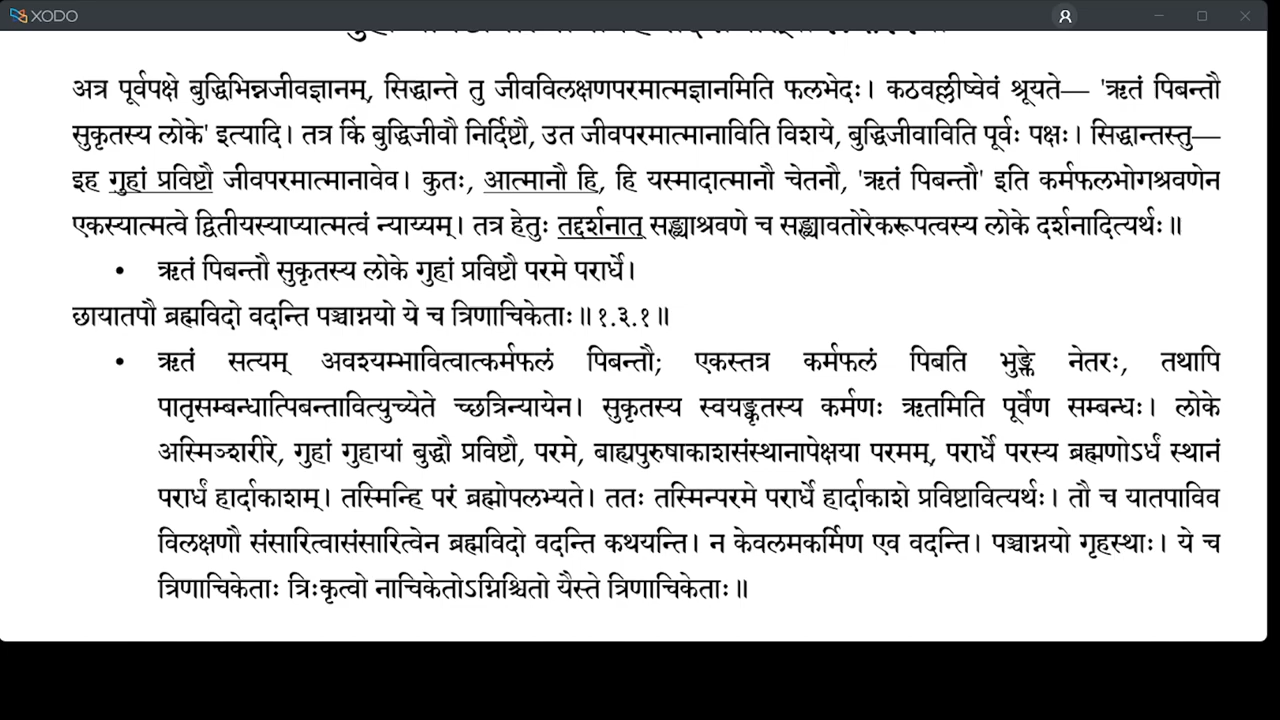 XODO
अत्र पूर्वपक्षे बुद्धिभिन्नजीवज्ञानम्, सिद्धान्ते तु जीवविलक्षणपरमात्मज्ञानमिति फलभेदः। कठवल्लीष्वेवं श्रूयते— 'ऋतं पिबन्तौ
सुकृतस्य लोके' इत्यादि। तत्र किं बुद्धिजीवौ निर्दिष्टौ, उत जीवपरमात्मानाविति विशये, बुद्धिजीवाविति पूर्वः पक्षः। सिद्धान्तस्तु—
इह गुहां प्रविष्टौ जीवपरमात्मानावेव। कुतः, आत्मानौ हि, हि यस्मादात्मानौ चेतनौ, 'ऋतं पिबन्तौ' इति कर्मफलभोगश्रवणेन
एकस्यात्मत्वे द्वितीयस्याप्यात्मत्वं न्याय्यम्। तत्र हेतुः तद्दर्शनात् सङ्ख्याश्रवणे च सङ्ख्यावतोरेकरूपत्वस्य लोके दर्शनादित्यर्थः॥
• ऋतं पिबन्तौ सुकृतस्य लोके गुहां प्रविष्टौ परमे परार्धे।
छायातपौ ब्रह्मविदो वदन्ति पञ्चाग्नयो ये च त्रिणाचिकेताः॥१.३.१॥
• ऋतं सत्यम् अवश्यम्भावित्वात्कर्मफलं पिबन्तौ; एकस्तत्र कर्मफलं पिबति भुङ्क्ते नेतरः, तथापि
पातृसम्बन्धात्पिबन्तावित्युच्येते च्छत्रिन्यायेन। सुकृतस्य स्वयङ्कृतस्य कर्मणः ऋतमिति पूर्वेण सम्बन्धः। लोके
अस्मिञ्शरीरे, गुहां गुहायां बुद्धौ प्रविष्टौ, परमे, बाह्यपुरुषाकाशसंस्थानापेक्षया परमम्, परार्धे परस्य ब्रह्मणोऽर्धं स्थानं
परार्धं हार्दाकाशम्। तस्मिन्हि परं ब्रह्मोपलभ्यते। ततः तस्मिन्परमे परार्धे हार्दाकाशे प्रविष्टावित्यर्थः। तौ च यातपाविव
विलक्षणौ संसारित्वासंसारित्वेन ब्रह्मविदो वदन्ति कथयन्ति। न केवलमकर्मिण एव वदन्ति। पञ्चाग्नयो गृहस्थाः। ये च
त्रिणाचिकेताः त्रिःकृत्वो नाचिकेतोऽग्निश्चितो यैस्ते त्रिणाचिकेताः॥